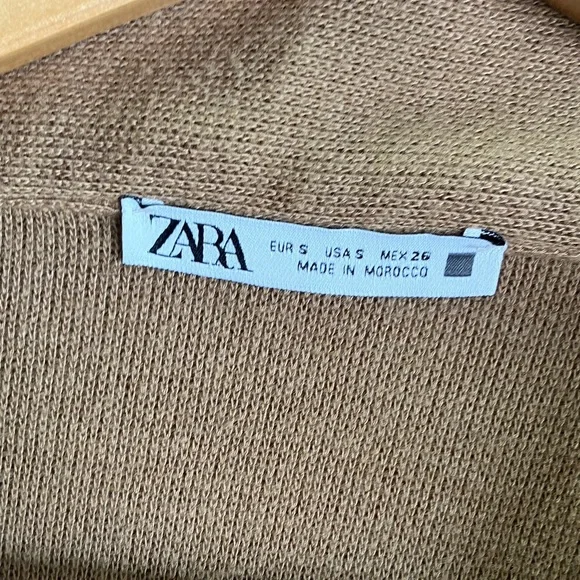 ZARA
EUR S USA S MEX 26
MADE IN MOROCCO